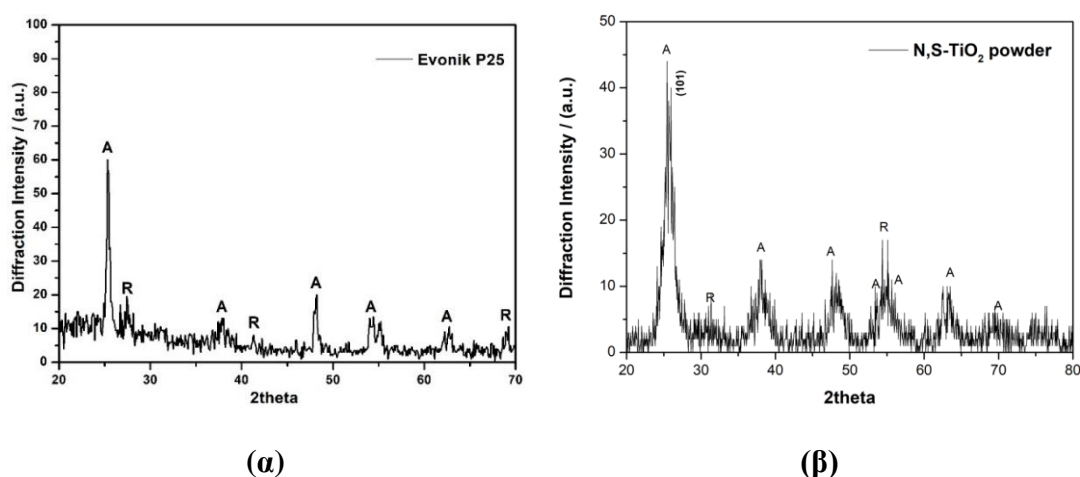 100
90
80
70
60
50
40
30
20
10
0
Diffraction Intensity / (a.u.)
Evonik P25
A
R
A
R
A
A
A
R
20 30 40 50 60 70
2theta
(α)
50
40
30
20
10
0
Diffraction Intensity / (a.u.)
N,S-TiO₂ powder
A
(101)
R
A
A
A
R
A
A
A
20 30 40 50 60 70 80
2theta
(β)